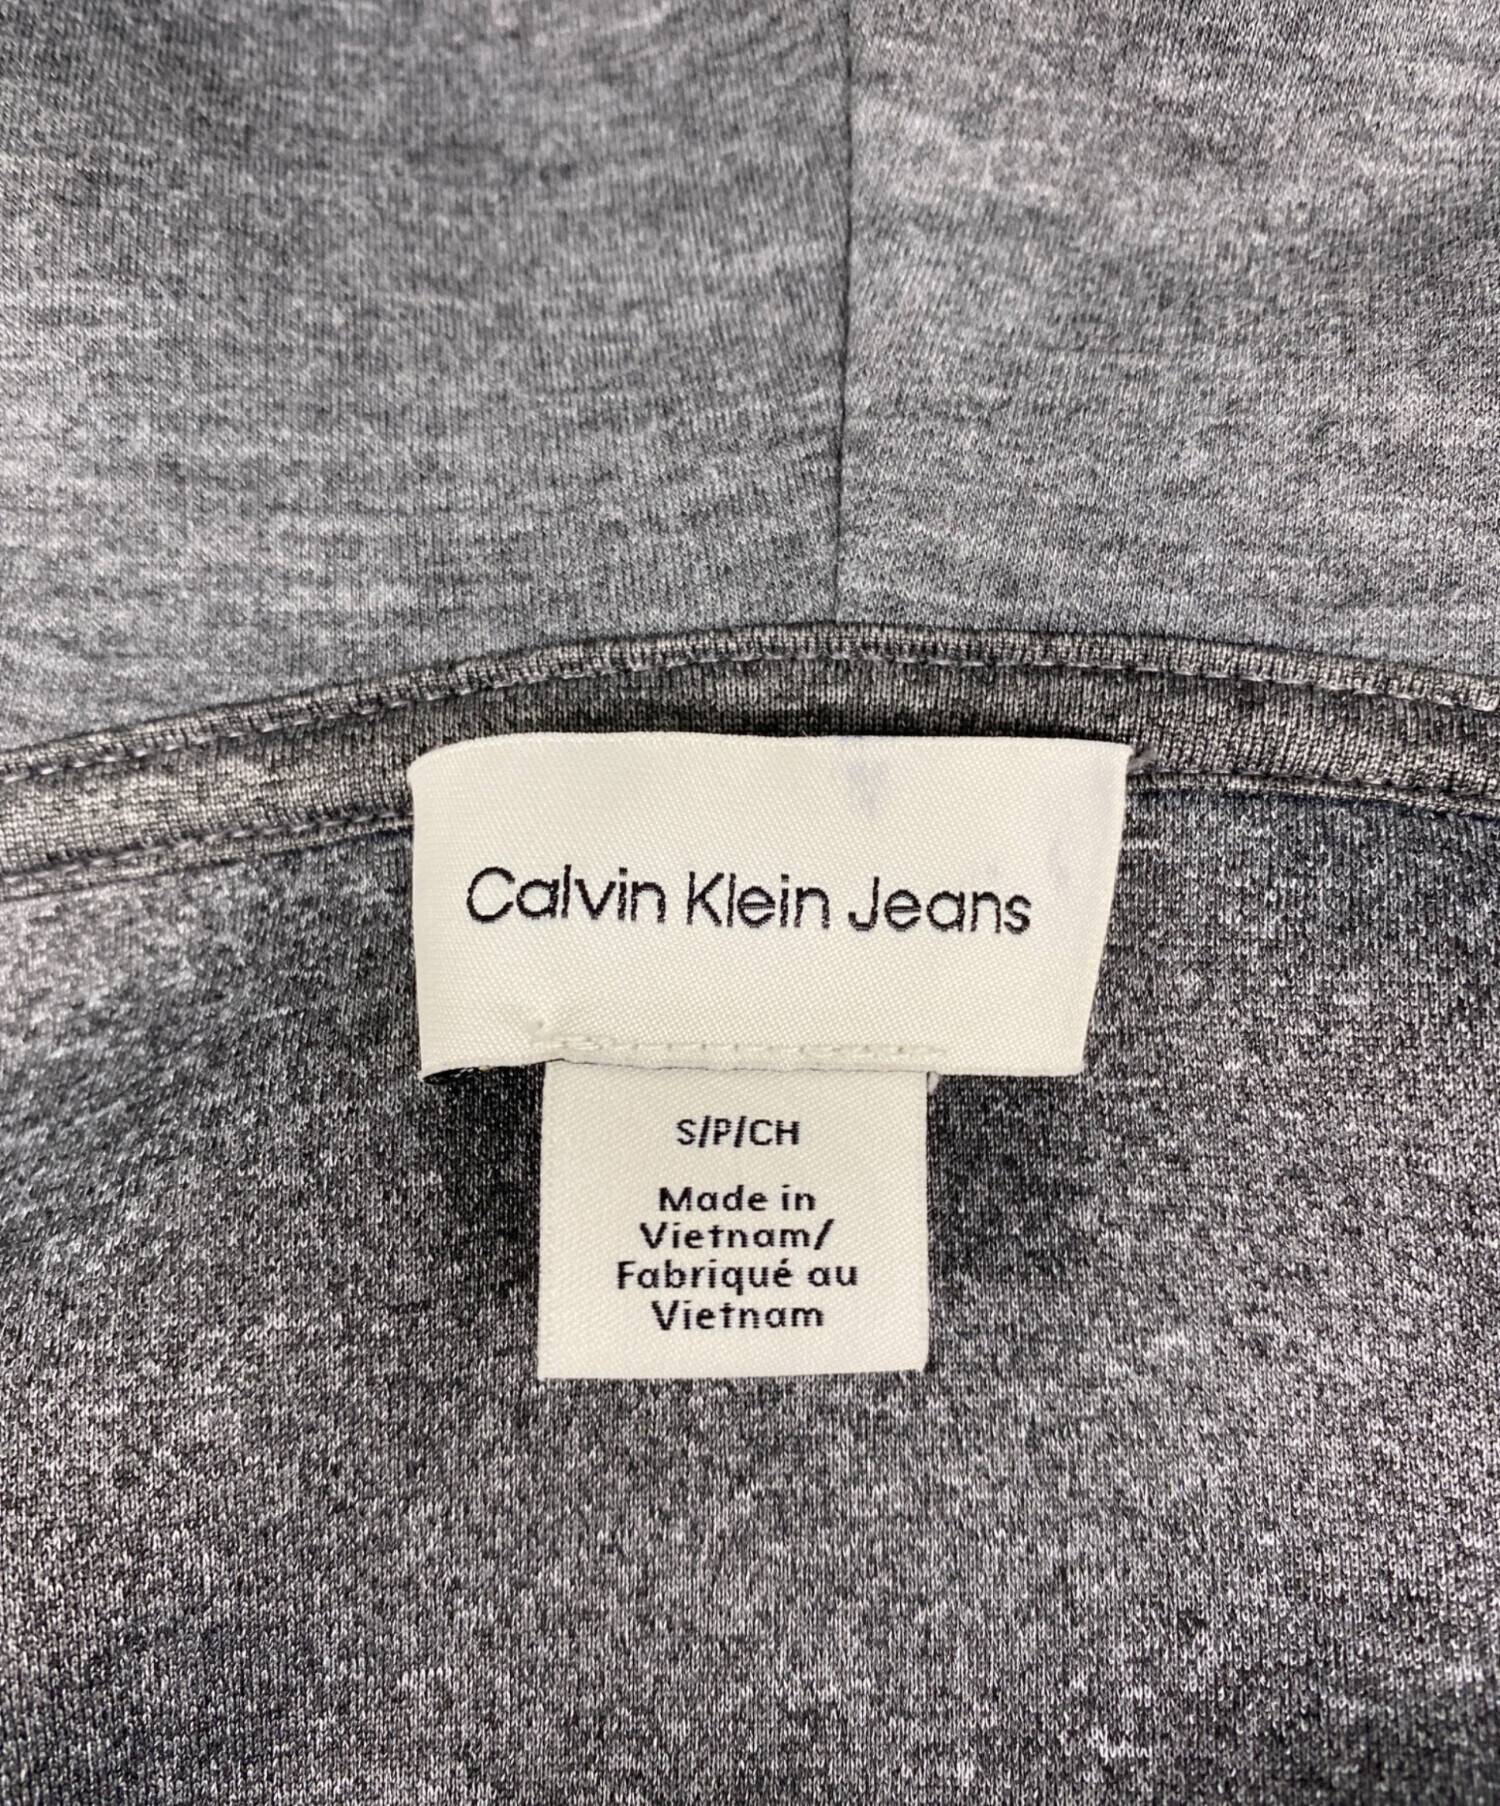 Calvin Klein Jeans
S/P/CH
Made in
Vietnam/
Fabriqué au
Vietnam